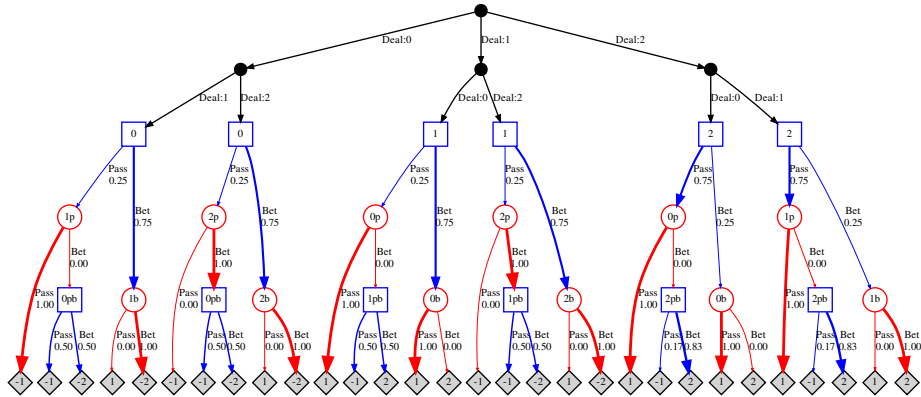 Deal:0
Deal:1
Deal:2
Deal:1
Deal:2
Deal:0
Deal:2
Deal:0
Deal:1
0
0
1
1
2
2
Pass
0.25
Bet
0.75
Pass
0.25
Bet
0.75
Pass
0.25
Bet
0.75
Pass
0.25
Bet
0.75
Pass
0.75
Bet
0.25
Pass
0.75
Bet
0.25
1p
2p
0p
2p
0p
1p
Bet
0.00
Bet
1.00
Bet
0.00
Bet
1.00
Bet
0.00
Bet
0.00
0pb
1b
0pb
2b
1pb
0b
1pb
2b
2pb
0b
2pb
1b
Pass
1.00
Pass
0.50
Bet
0.50
Pass
0.00
Bet
1.00
Pass
0.00
Pass
0.50
Bet
0.50
Pass
0.00
Bet
1.00
Pass
1.00
Pass
0.50
Bet
0.50
Pass
1.00
Bet
0.00
Pass
0.00
Pass
0.50
Bet
0.50
Pass
0.00
Bet
1.00
Pass
1.00
Pass
0.17
Bet
0.83
Pass
1.00
Bet
0.00
Pass
1.00
Pass
0.17
Bet
0.83
Pass
0.00
Bet
1.00
-1
-1
-2
1
-2
-1
-1
-2
1
-2
1
-1
2
1
2
-1
-1
-2
1
-2
1
-1
2
1
2
1
-1
2
1
2